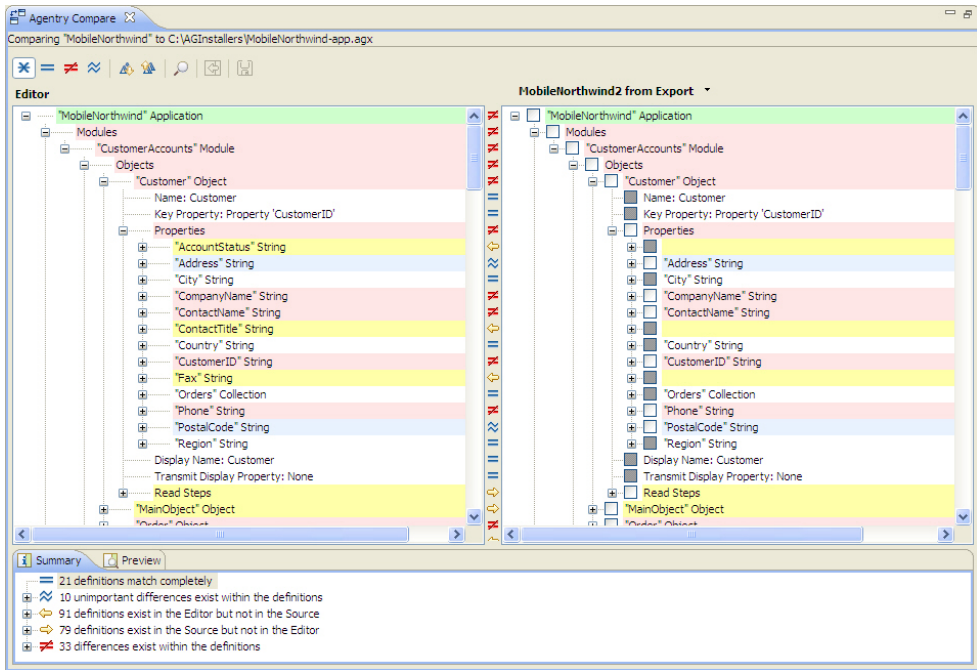 Agentry Compare
Comparing "MobileNorthwind" to C:\AGInstallers\MobileNorthwind-app.agx
Editor
MobileNorthwind2 from Export
"MobileNorthwind" Application
Modules
"CustomerAccounts" Module
Objects
"Customer" Object
Name: Customer
Key Property: Property 'CustomerID'
Properties
"AccountStatus" String
"Address" String
"City" String
"CompanyName" String
"ContactName" String
"ContactTitle" String
"Country" String
"CustomerID" String
"Fax" String
"Orders" Collection
"Phone" String
"PostalCode" String
"Region" String
Display Name: Customer
Transmit Display Property: None
Read Steps
"MainObject" Object
"Order" Object
"MobileNorthwind" Application
Modules
"CustomerAccounts" Module
Objects
"Customer" Object
Name: Customer
Key Property: Property 'CustomerID'
Properties
"Address" String
"City" String
"CompanyName" String
"ContactName" String
"Country" String
"CustomerID" String
"Orders" Collection
"Phone" String
"PostalCode" String
"Region" String
Display Name: Customer
Transmit Display Property: None
Read Steps
"MainObject" Object
"Order" Object
Summary
Preview
21 definitions match completely
10 unimportant differences exist within the definitions
91 definitions exist in the Editor but not in the Source
79 definitions exist in the Source but not in the Editor
33 differences exist within the definitions